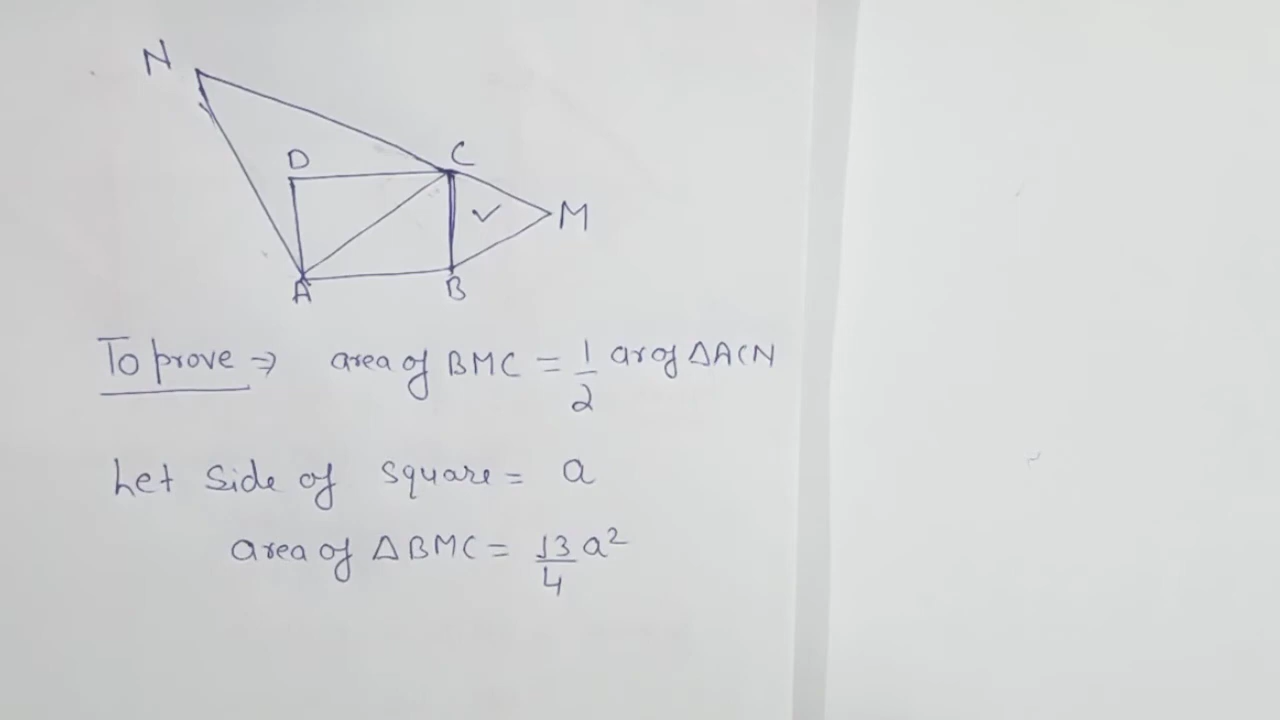 N
D
C
M
A
B
To prove ⇒ area of BMC = 1/2 ar of ΔACN
Let side of square = a
area of ΔBMC = √3/4 a²